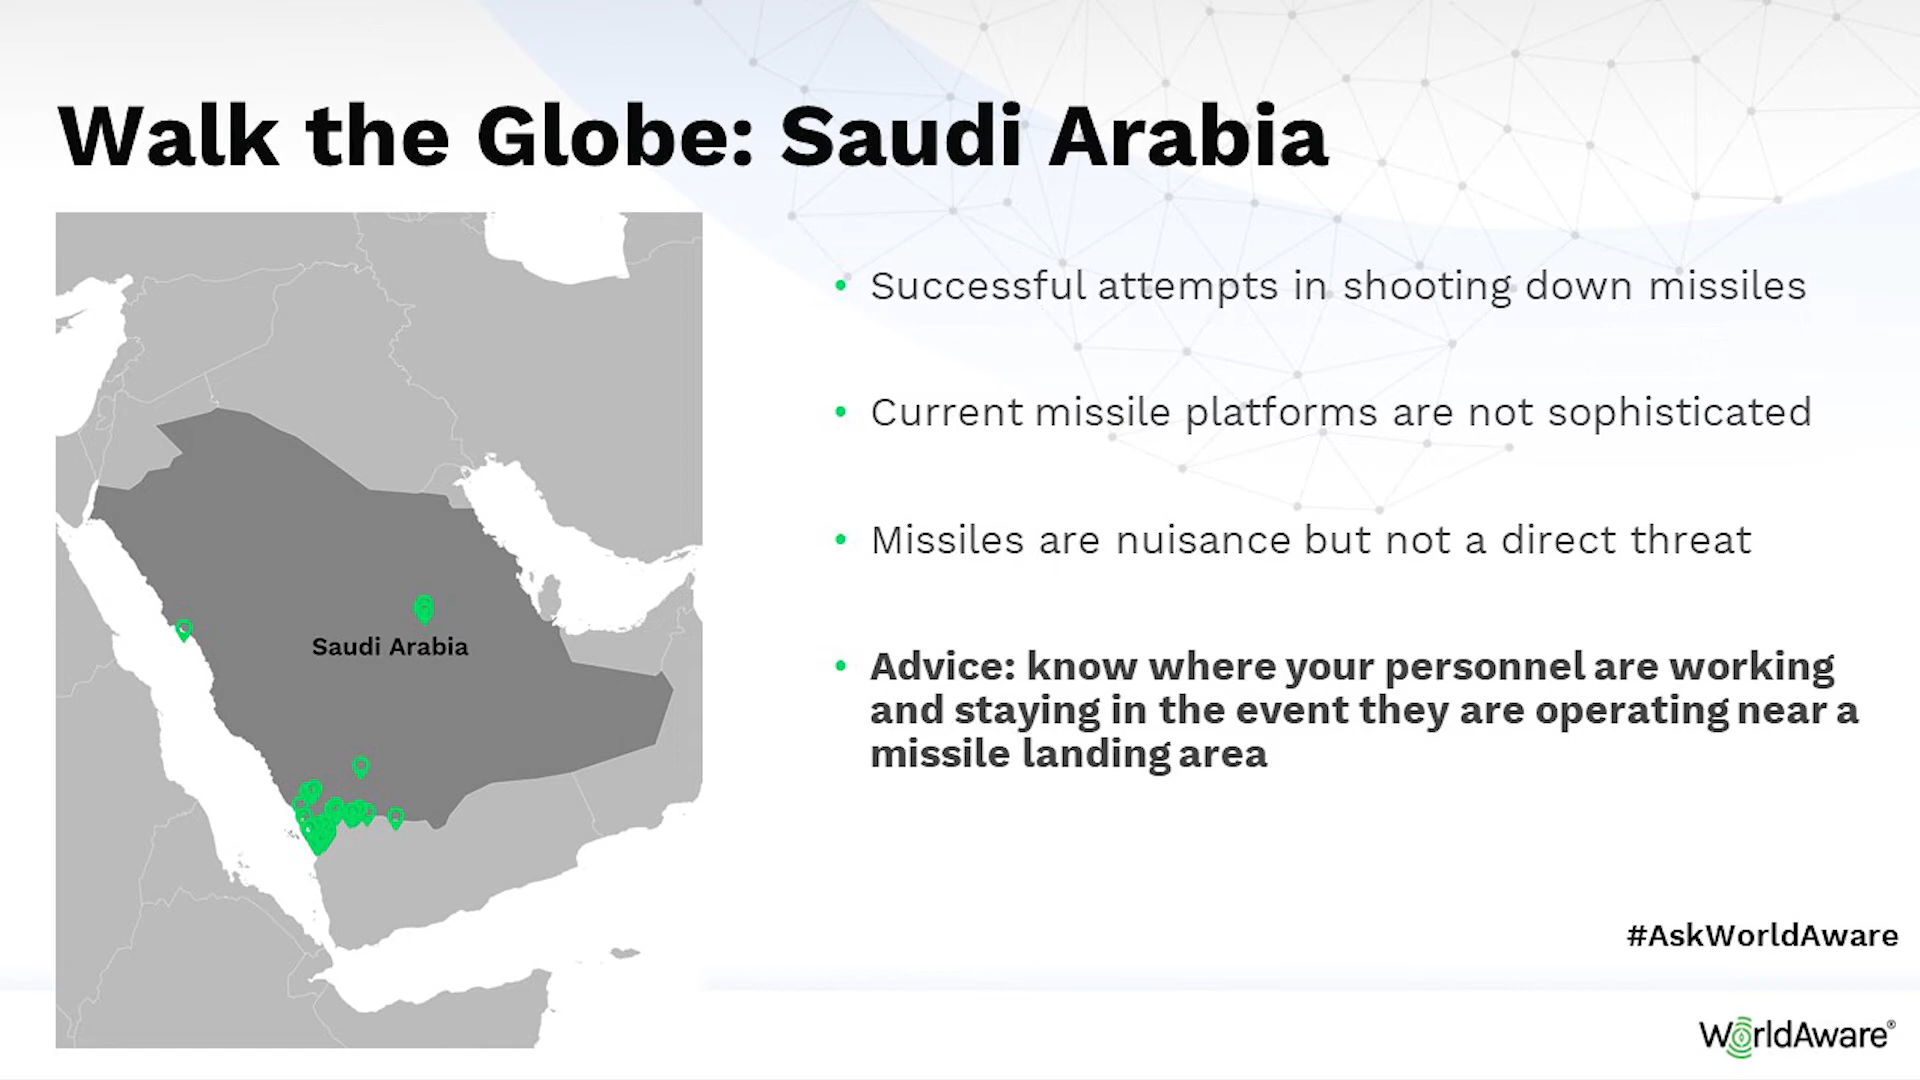 Walk the Globe: Saudi Arabia
Saudi Arabia
• Successful attempts in shooting down missiles
• Current missile platforms are not sophisticated
• Missiles are nuisance but not a direct threat
• Advice: know where your personnel are working
and staying in the event they are operating near a
missile landing area
#AskWorldAware
WorldAware®